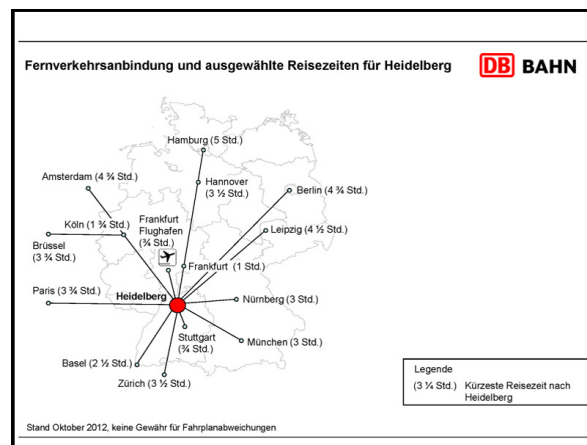 Fernverkehrsanbindung und ausgewählte Reisezeiten für Heidelberg
DB BAHN
Hamburg (5 Std.)
Amsterdam (4 ¾ Std.)
Hannover
(3 ½ Std.)
Berlin (4 ¾ Std.)
Köln (1 ¾ Std.)
Frankfurt
Flughafen
(¾ Std.)
Leipzig (4 ½ Std.)
Brüssel
(3 ¾ Std.)
Frankfurt (1 Std.)
Paris (3 ¾ Std.)
Heidelberg
Nürnberg (3 Std.)
Stuttgart
(¾ Std.)
München (3 Std.)
Basel (2 ½ Std.)
Zürich (3 ½ Std.)
Legende
(3 ¼ Std.) Kürzeste Reisezeit nach
Heidelberg
Stand Oktober 2012, keine Gewähr für Fahrplanabweichungen